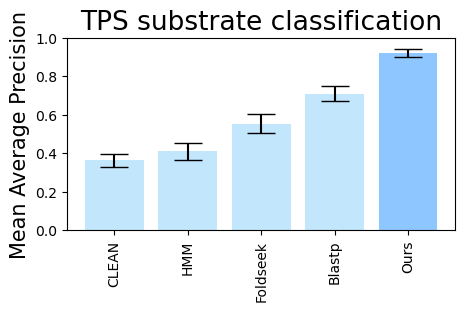 TPS substrate classification
Mean Average Precision
1.0
0.8
0.6
0.4
0.2
0.0
CLEAN
HMM
Foldseek
Blastp
Ours